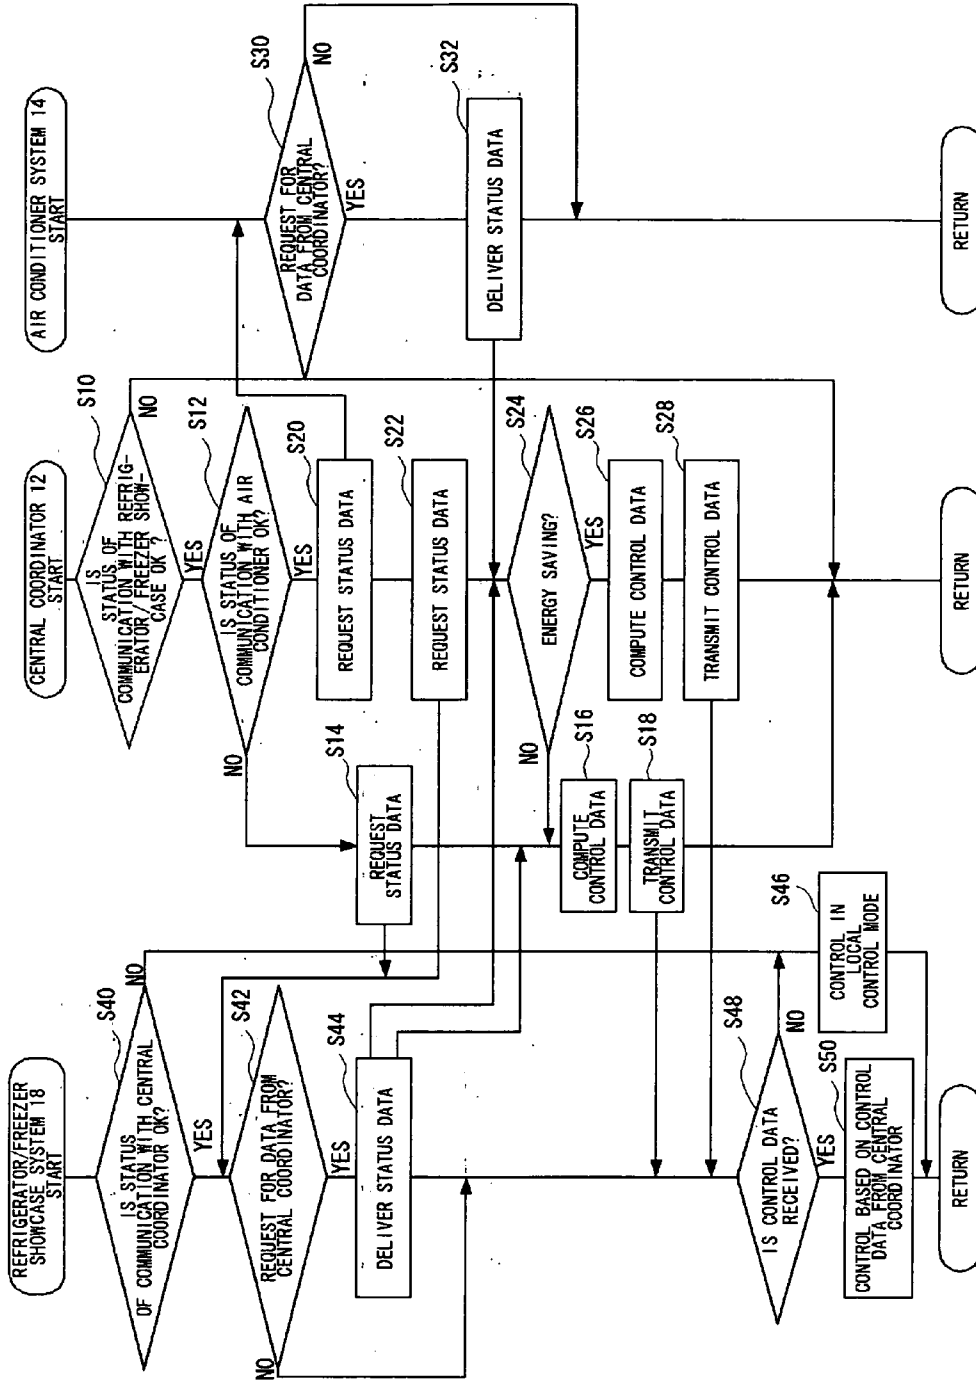 REFRIGERATOR/FREEZER
SHOWCASE SYSTEM 18
START
IS STATUS
OF COMMUNICATION WITH CENTRAL
COORDINATOR OK?
S40
NO
YES
REQUEST FOR DATA FROM
CENTRAL COORDINATOR?
S42
NO
YES
DELIVER STATUS DATA
S44
IS CONTROL DATA
RECEIVED?
S48
NO
YES
CONTROL IN
LOCAL
CONTROL MODE
S46
CONTROL BASED ON CONTROL
DATA FROM CENTRAL
COORDINATOR
S50
RETURN
CENTRAL COORDINATOR 12
START
IS
STATUS OF
COMMUNICATION WITH REFRIG-
ERATOR/FREEZER SHOW-
CASE OK ?
S10
NO
YES
IS STATUS OF
COMMUNICATION WITH AIR
CONDITIONER OK?
S12
NO
YES
REQUEST
STATUS DATA
S14
REQUEST STATUS DATA
S20
REQUEST STATUS DATA
S22
ENERGY SAVING?
S24
NO
YES
COMPUTE
CONTROL DATA
S16
TRANSMIT
CONTROL DATA
S18
COMPUTE CONTROL DATA
S26
TRANSMIT CONTROL DATA
S28
RETURN
AIR CONDITIONER SYSTEM 14
START
REQUEST FOR
DATA FROM CENTRAL
COORDINATOR?
S30
NO
YES
DELIVER STATUS DATA
S32
RETURN